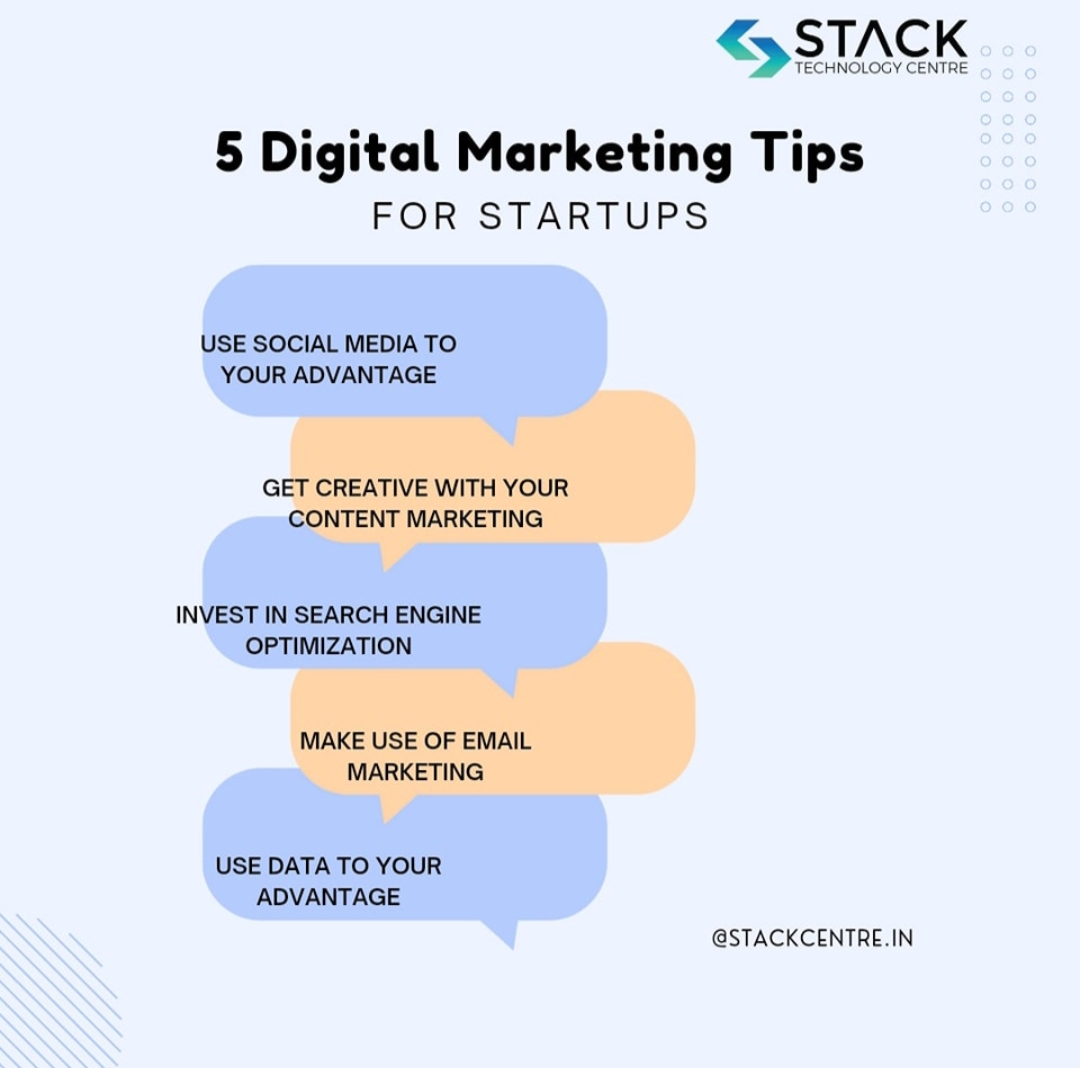 STACK
TECHNOLOGY CENTRE
5 Digital Marketing Tips
FOR STARTUPS
USE SOCIAL MEDIA TO
YOUR ADVANTAGE
GET CREATIVE WITH YOUR
CONTENT MARKETING
INVEST IN SEARCH ENGINE
OPTIMIZATION
MAKE USE OF EMAIL
MARKETING
USE DATA TO YOUR
ADVANTAGE
@STACKCENTRE.IN